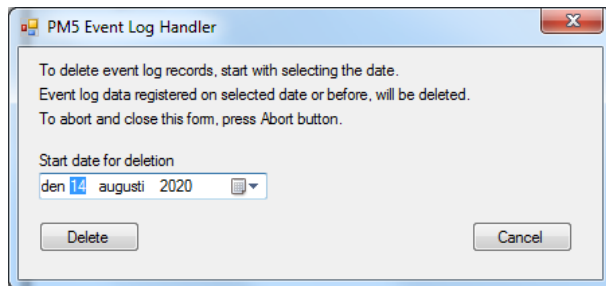 PM5 Event Log Handler
To delete event log records, start with selecting the date.
Event log data registered on selected date or before, will be deleted.
To abort and close this form, press Abort button.
Start date for deletion
den 14 augusti 2020
Delete Cancel